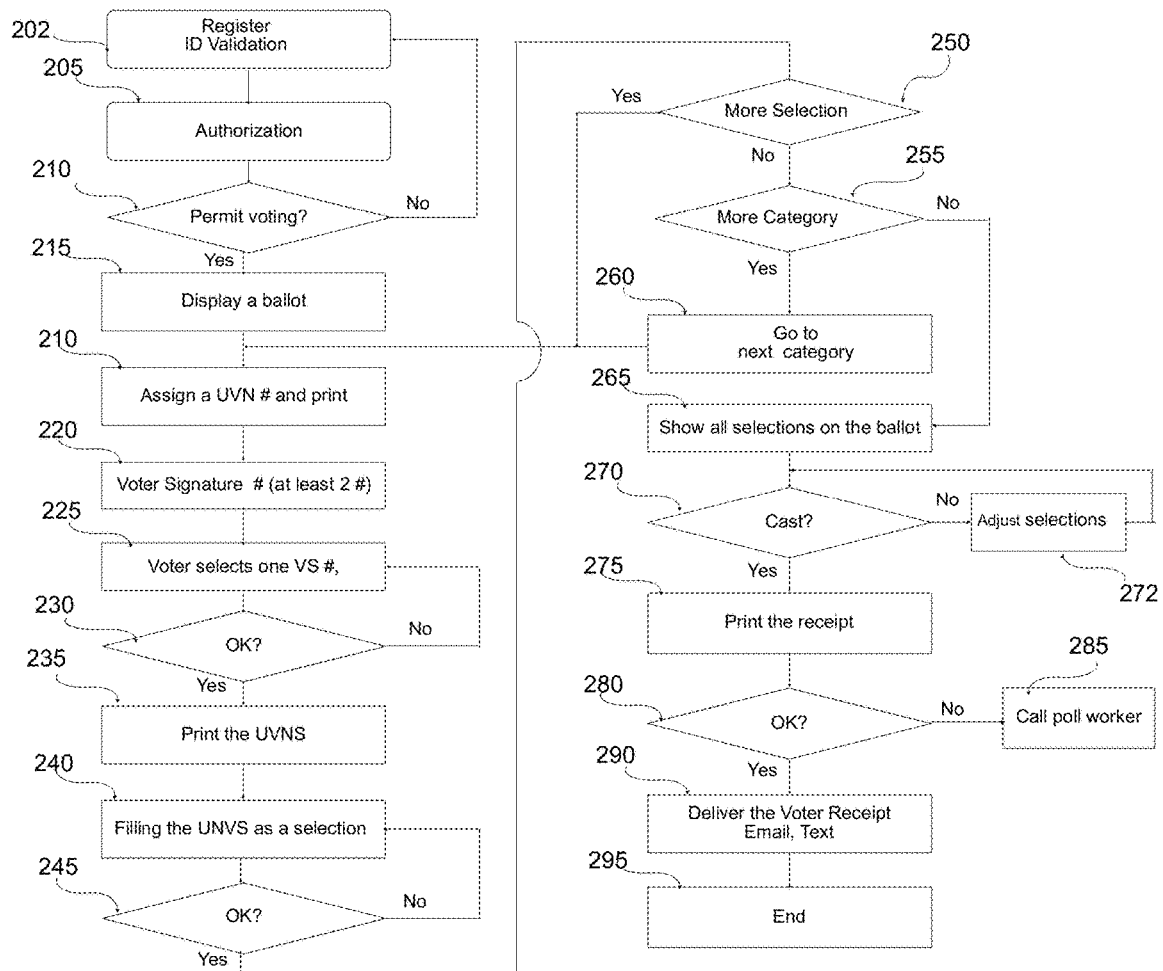 202
Register
ID Validation
205
Authorization
210
Permit voting?
No
Yes
215
Display a ballot
210
Assign a UVN # and print
220
Voter Signature # (at least 2 #)
225
Voter selects one VS #,
230
OK?
No
Yes
235
Print the UVNS
240
Filling the UNVS as a selection
245
OK?
No
Yes
250
Yes
More Selection
No
255
More Category
No
Yes
260
Go to
next category
265
Show all selections on the ballot
270
Cast?
No
Adjust selections
272
Yes
275
Print the receipt
280
OK?
No
285
Call poll worker
Yes
290
Deliver the Voter Receipt
Email, Text
295
End